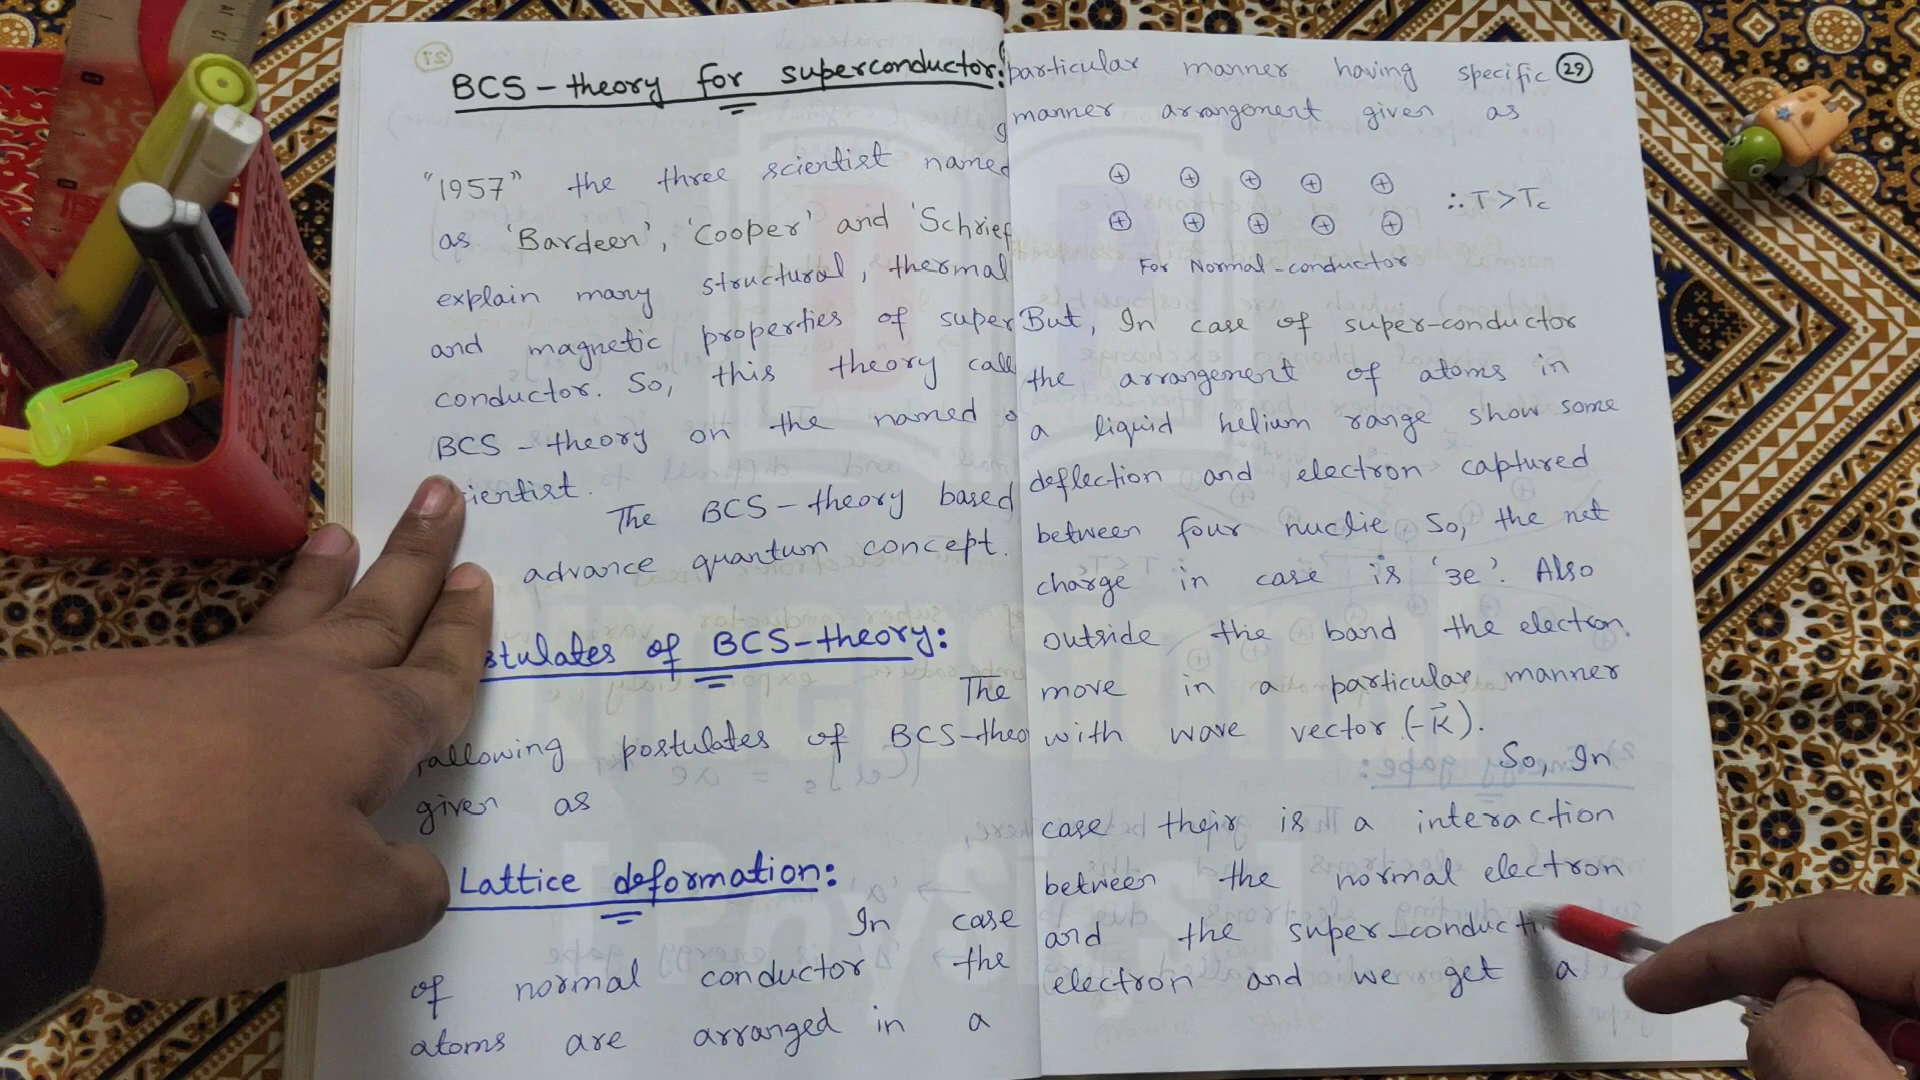 BCS - theory for superconductor:
"1957" the three scientist named
as 'Bardeen', 'Cooper' and 'Schrief
explain many structural, thermal
and magnetic properties of super
conductor. So, this theory call
BCS - theory on the named o
cientist.
The BCS - theory based
advance quantum concept.
stulates of BCS-theory:
The
following postulates of BCS-theo
given as
Lattice deformation:
In case
of normal conductor the
atoms are arranged in a
29
particular manner having specific
manner arrangement given as
⊕ ⊕ ⊕ ⊕ ⊕
∴ T > Tc
⊕ ⊕ ⊕ ⊕ ⊕
For Normal-conductor
But, In case of super-conductor
the arrangement of atoms in
a liquid helium range show some
deflection and electron captured
between four nuclie So, the net
charge in case is '3e'. Also
outside the band the electron
move in a particular manner
with wave vector (-K⃗).
So, In
case their is a interaction
between the normal electron
and the super-conducti
electron and we get a